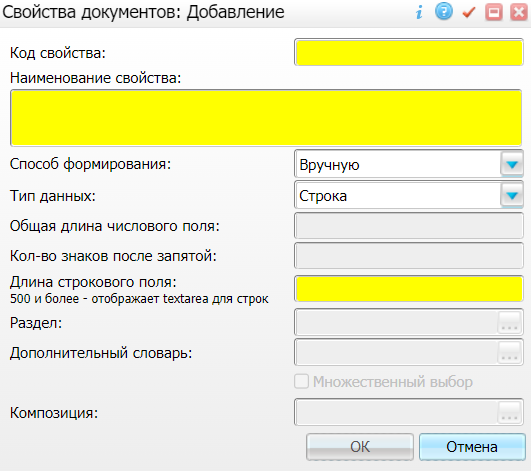 Свойства документов: Добавление
Код свойства:
Наименование свойства:
Способ формирования: Вручную
Тип данных: Строка
Общая длина числового поля:
Кол-во знаков после запятой:
Длина строкового поля:
500 и более - отображает textarea для строк
Раздел: ...
Дополнительный словарь: ...
Множественный выбор
Композиция: ...
ОК Отмена